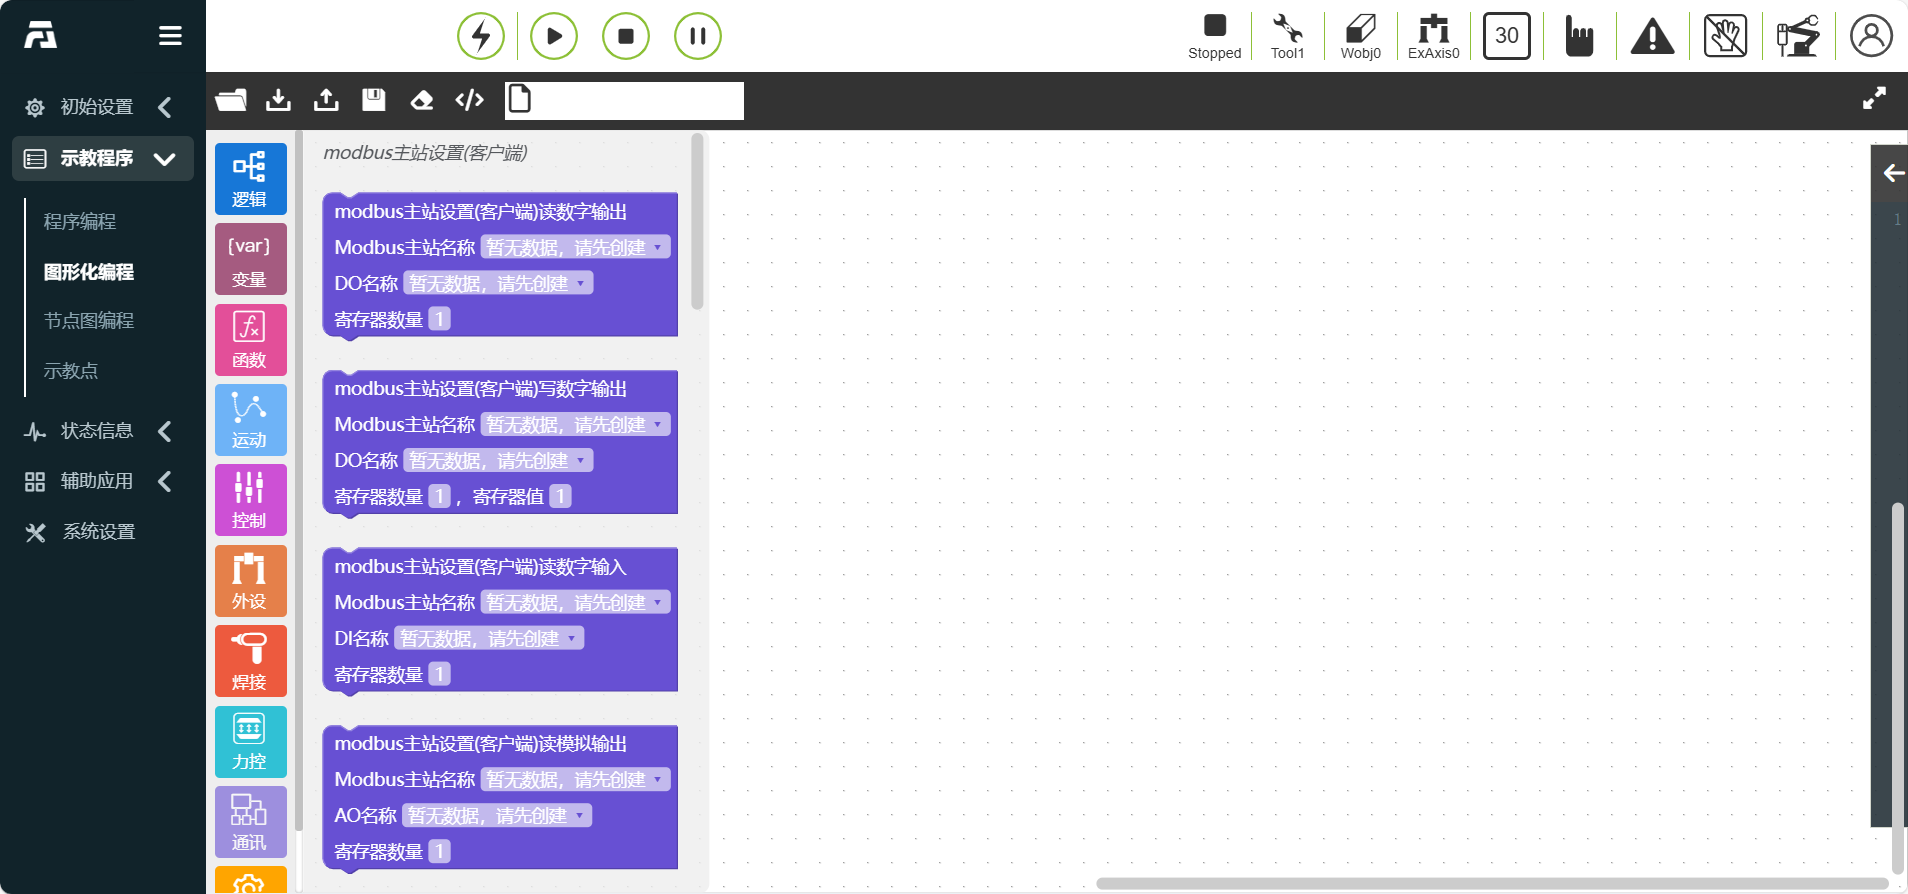 Stopped
Tool1
Wobj0
ExAxis0
30
初始设置
示教程序
程序编程
图形化编程
节点图编程
示教点
状态信息
辅助应用
系统设置
逻辑
{var}
变量
fx
函数
运动
控制
外设
焊接
力控
通讯
modbus主站设置(客户端)
modbus主站设置(客户端)读数字输出
Modbus主站名称 暂无数据，请先创建
DO名称 暂无数据，请先创建
寄存器数量 1
modbus主站设置(客户端)写数字输出
Modbus主站名称 暂无数据，请先创建
DO名称 暂无数据，请先创建
寄存器数量 1 ，寄存器值 1
modbus主站设置(客户端)读数字输入
Modbus主站名称 暂无数据，请先创建
DI名称 暂无数据，请先创建
寄存器数量 1
modbus主站设置(客户端)读模拟输出
Modbus主站名称 暂无数据，请先创建
AO名称 暂无数据，请先创建
寄存器数量 1
1